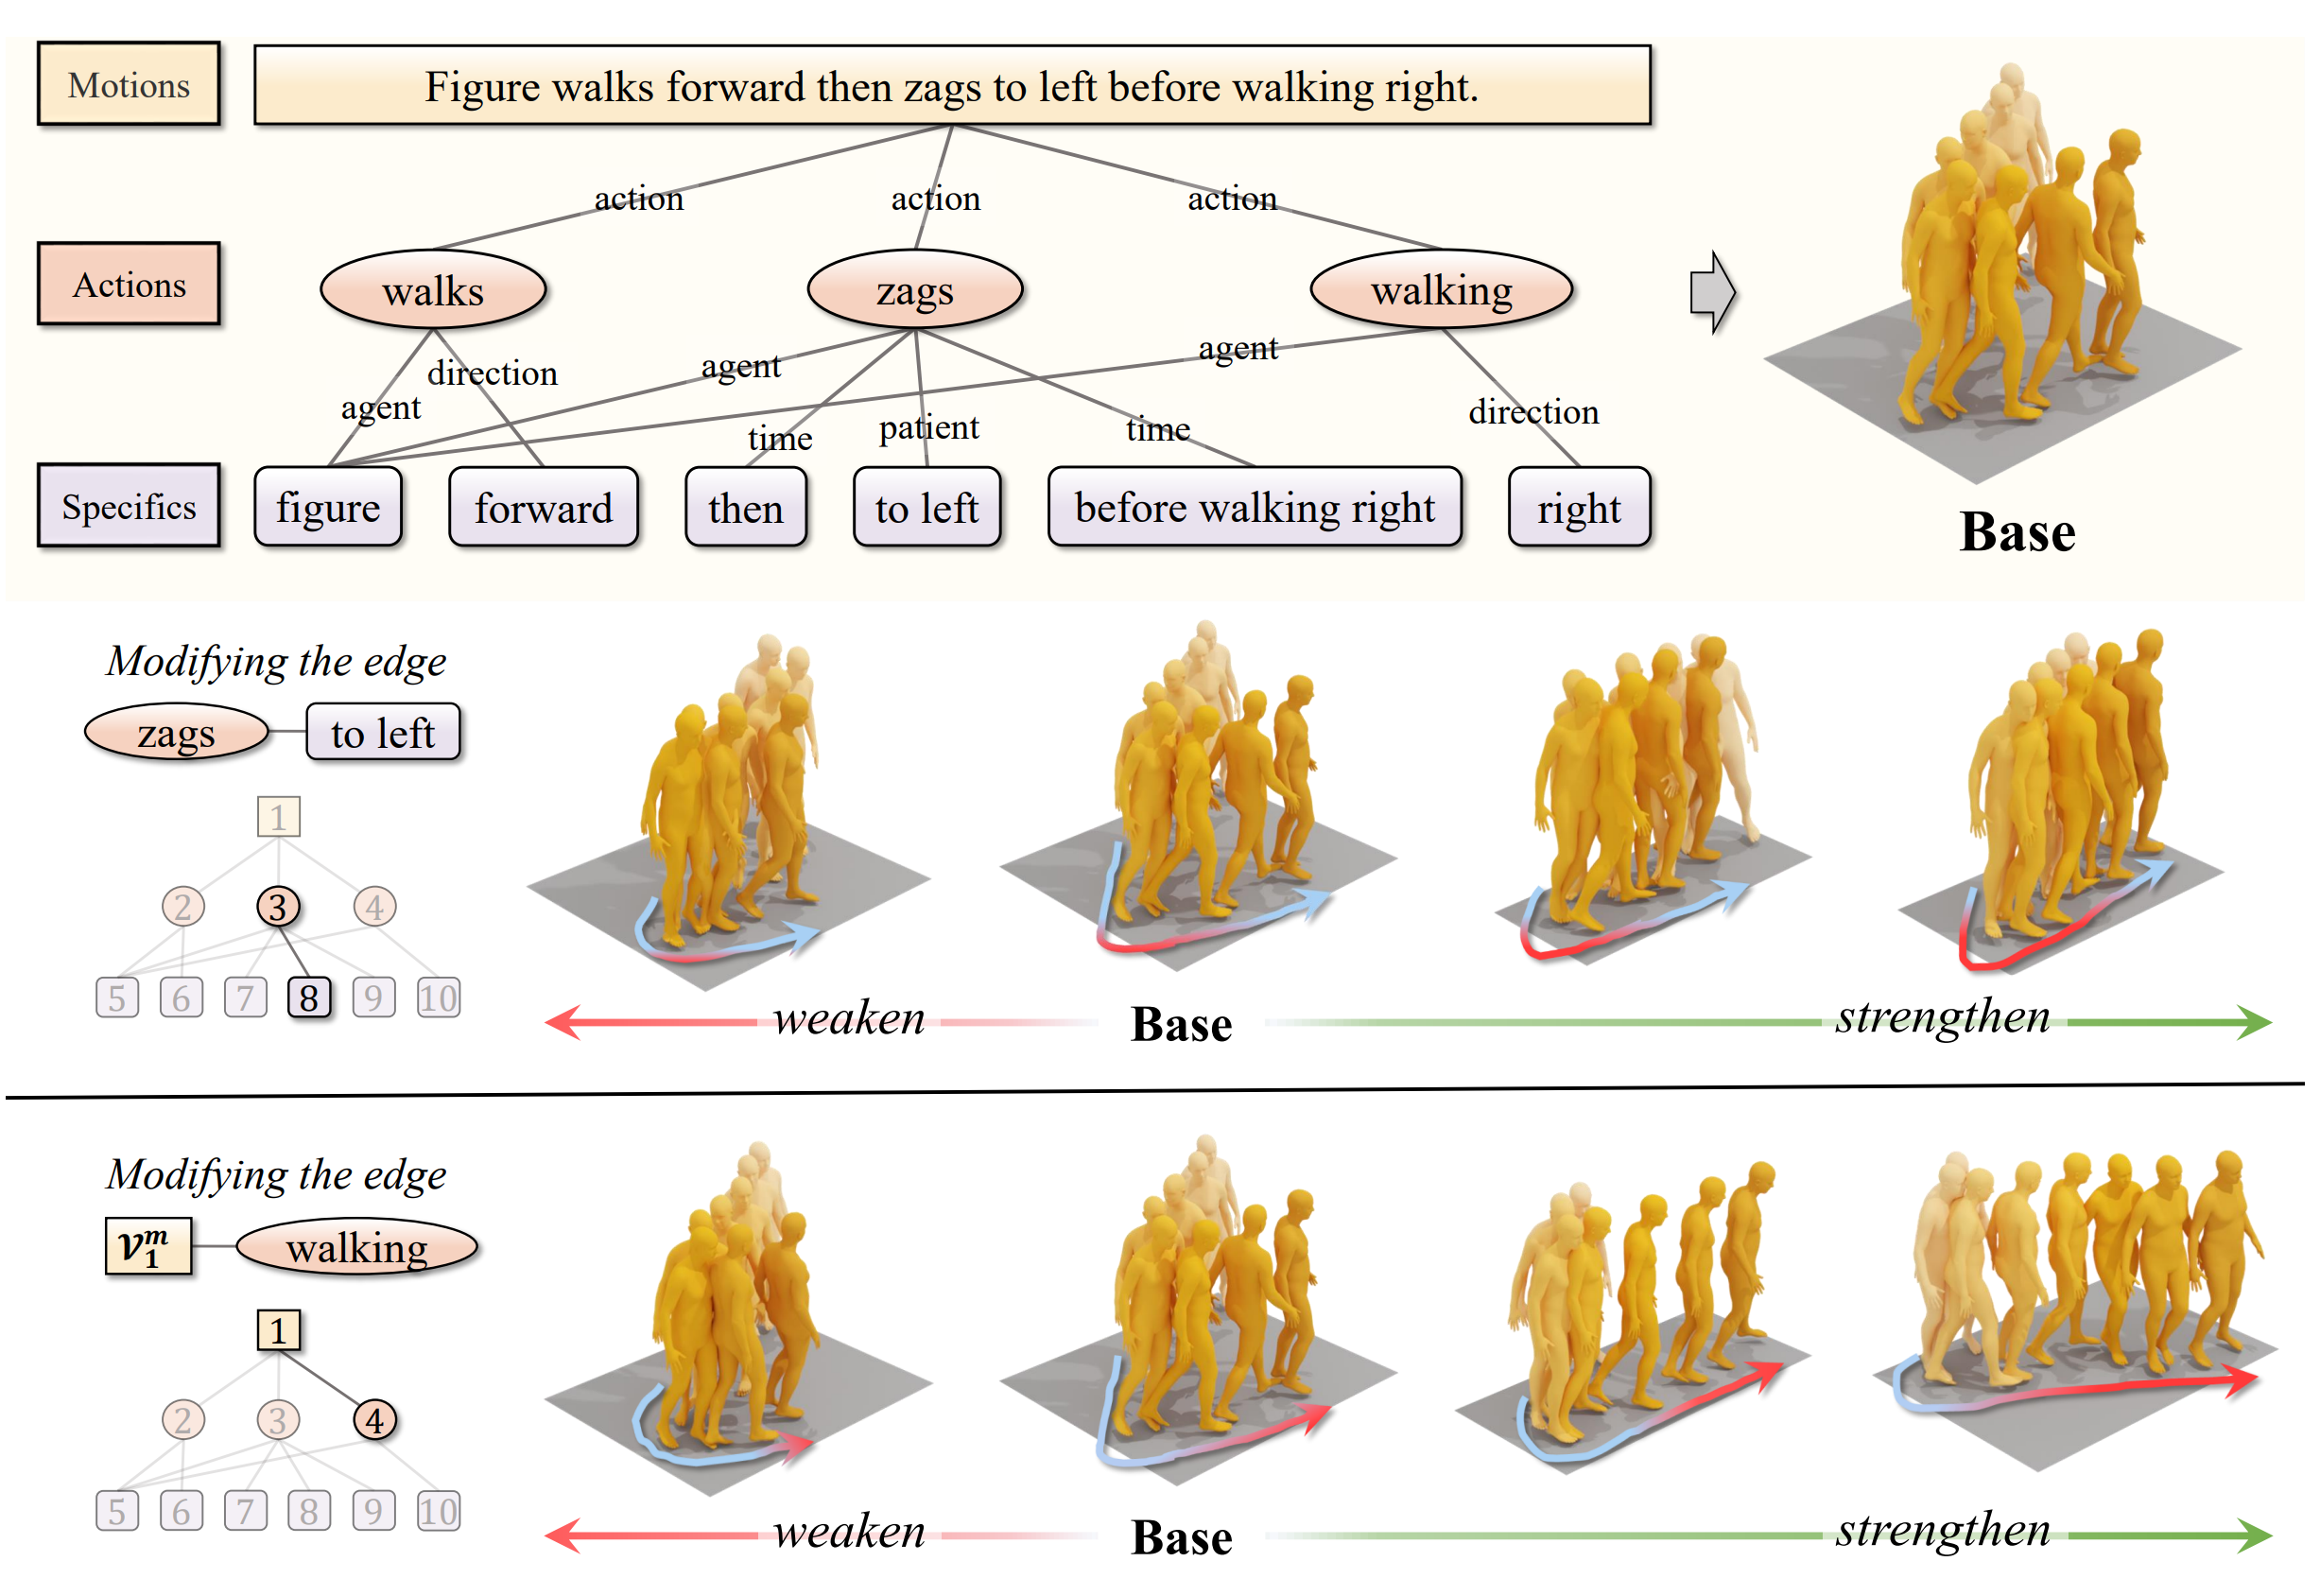 Motions
Figure walks forward then zags to left before walking right.
action action action
Actions
walks zags walking
agent direction agent time patient time agent direction
Specifics
figure forward then to left before walking right right
Base
Modifying the edge
zags to left
1
2 3 4
5 6 7 8 9 10
weaken Base strengthen
Modifying the edge
𝒱₁ᵐ walking
1
2 3 4
5 6 7 8 9 10
weaken Base strengthen